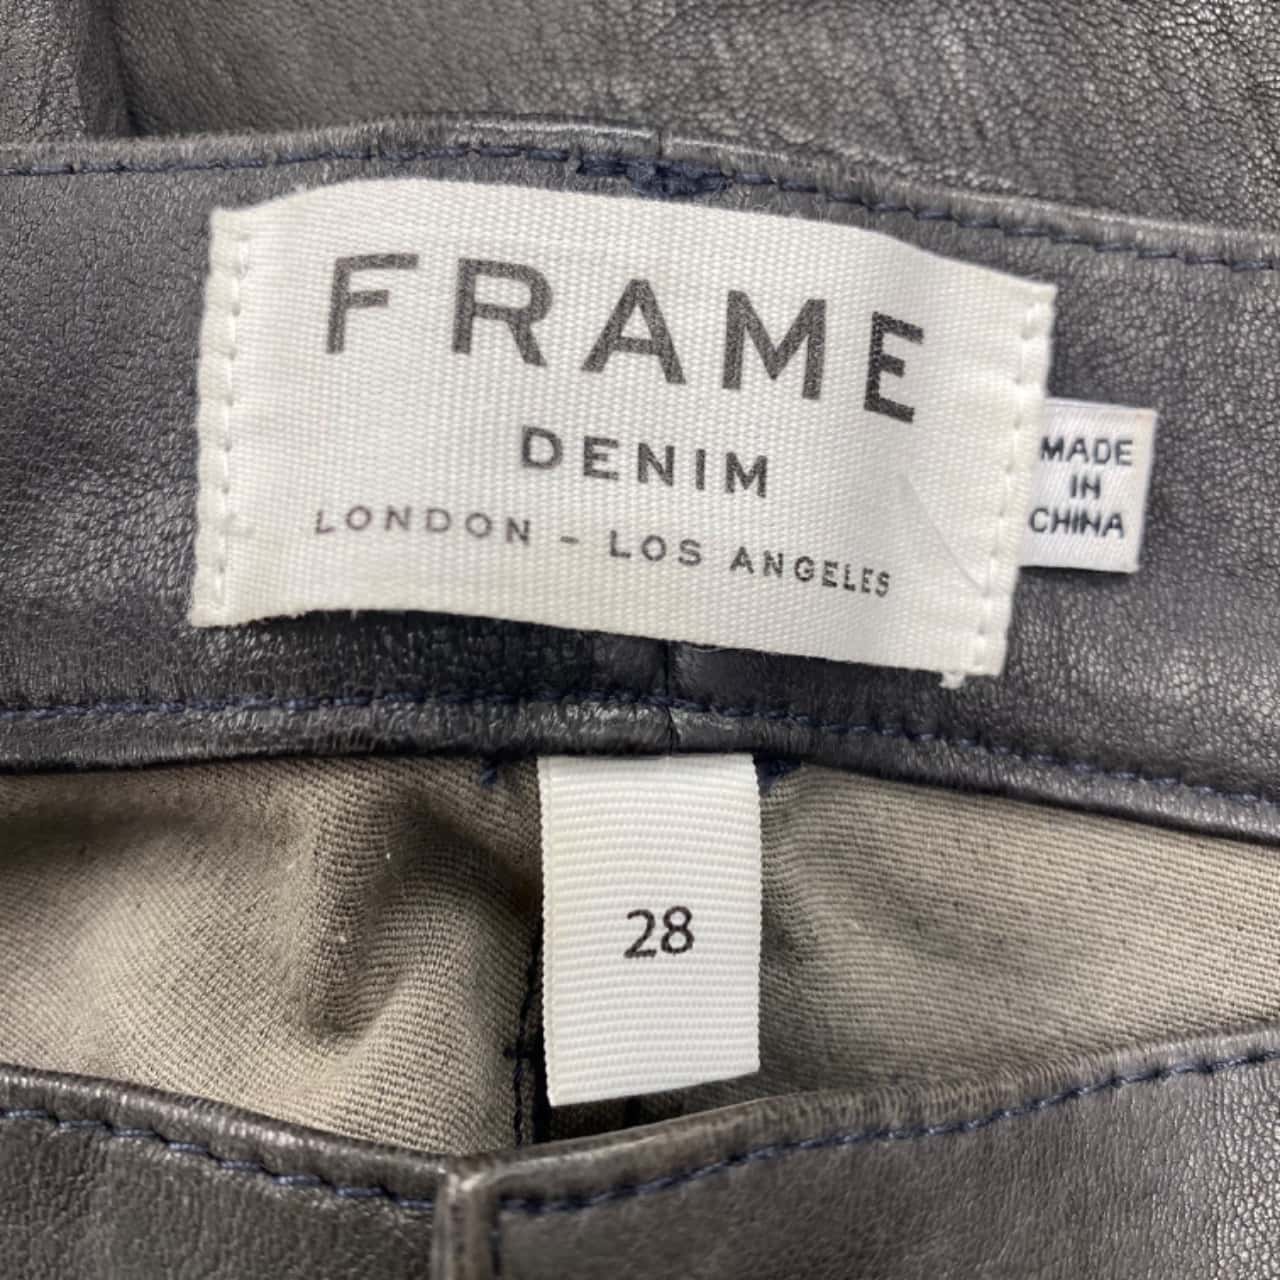 FRAME
DENIM
LONDON - LOS ANGELES
MADE
IN
CHINA
28